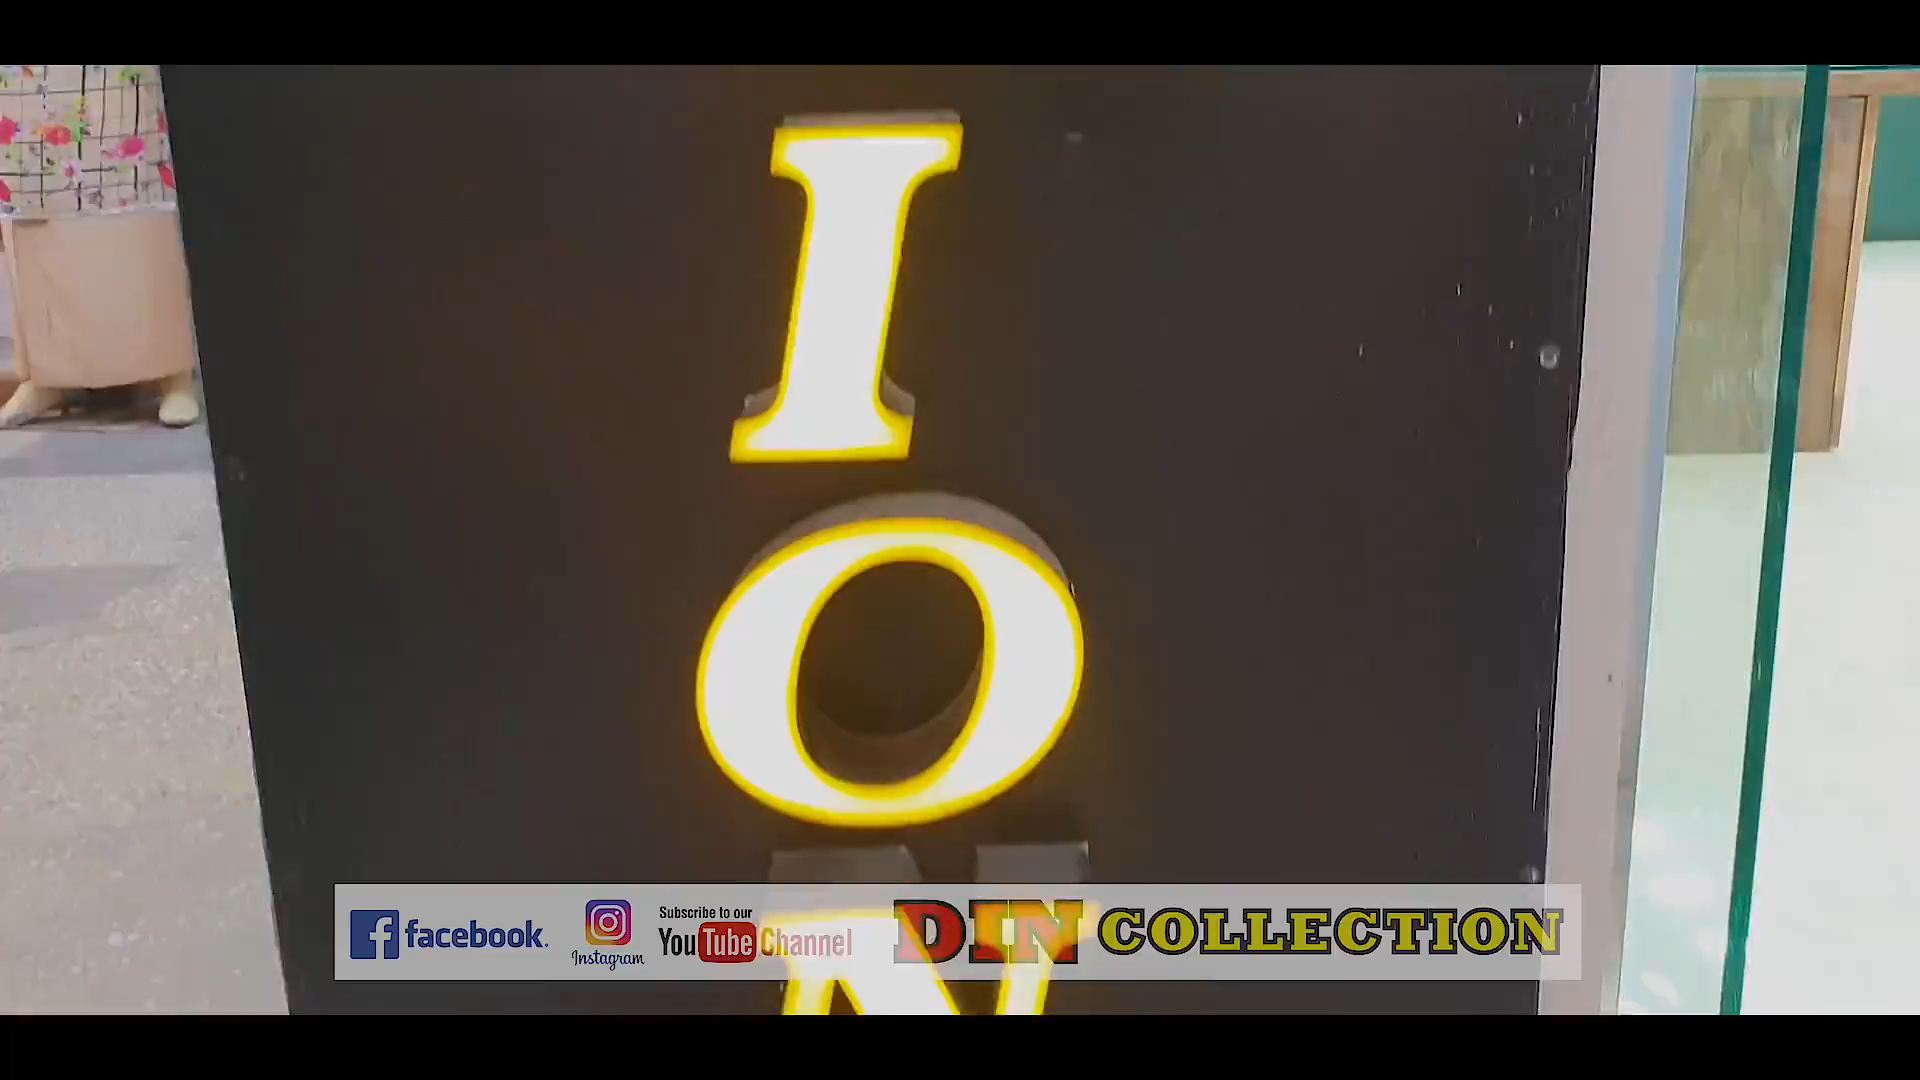 I
O
N
facebook.
Instagram
Subscribe to our
YouTube Channel
DIN COLLECTION